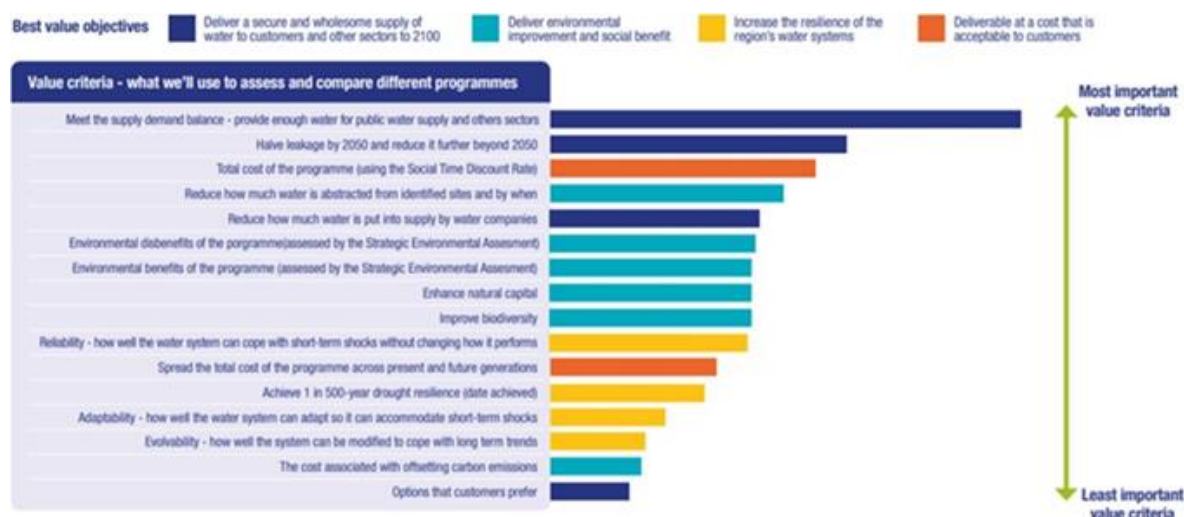 Best value objectives
Deliver a secure and wholesome supply of
water to customers and other sectors to 2100
Deliver environmental
improvement and social benefit
Increase the resilience of the
region's water systems
Deliverable at a cost that is
acceptable to customers
Value criteria - what we'll use to assess and compare different programmes
Most important
value criteria
Meet the supply demand balance - provide enough water for public water supply and others sectors
Halve leakage by 2050 and reduce it further beyond 2050
Total cost of the programme (using the Social Time Discount Rate)
Reduce how much water is abstracted from identified sites and by when
Reduce how much water is put into supply by water companies
Environmental disbenefits of the porgramme(assessed by the Strategic Environmental Assesment)
Environmental benefits of the programme (assessed by the Strategic Environmental Assesment)
Enhance natural capital
Improve biodiversity
Reliability - how well the water system can cope with short-term shocks without changing how it performs
Spread the total cost of the programme across present and future generations
Achieve 1 in 500-year drought resilience (date achieved)
Adaptability - how well the water system can adapt so it can accommodate short-term shocks
Evolvability - how well the system can be modified to cope with long term trends
The cost associated with offsetting carbon emissions
Options that customers prefer
Least important
value criteria